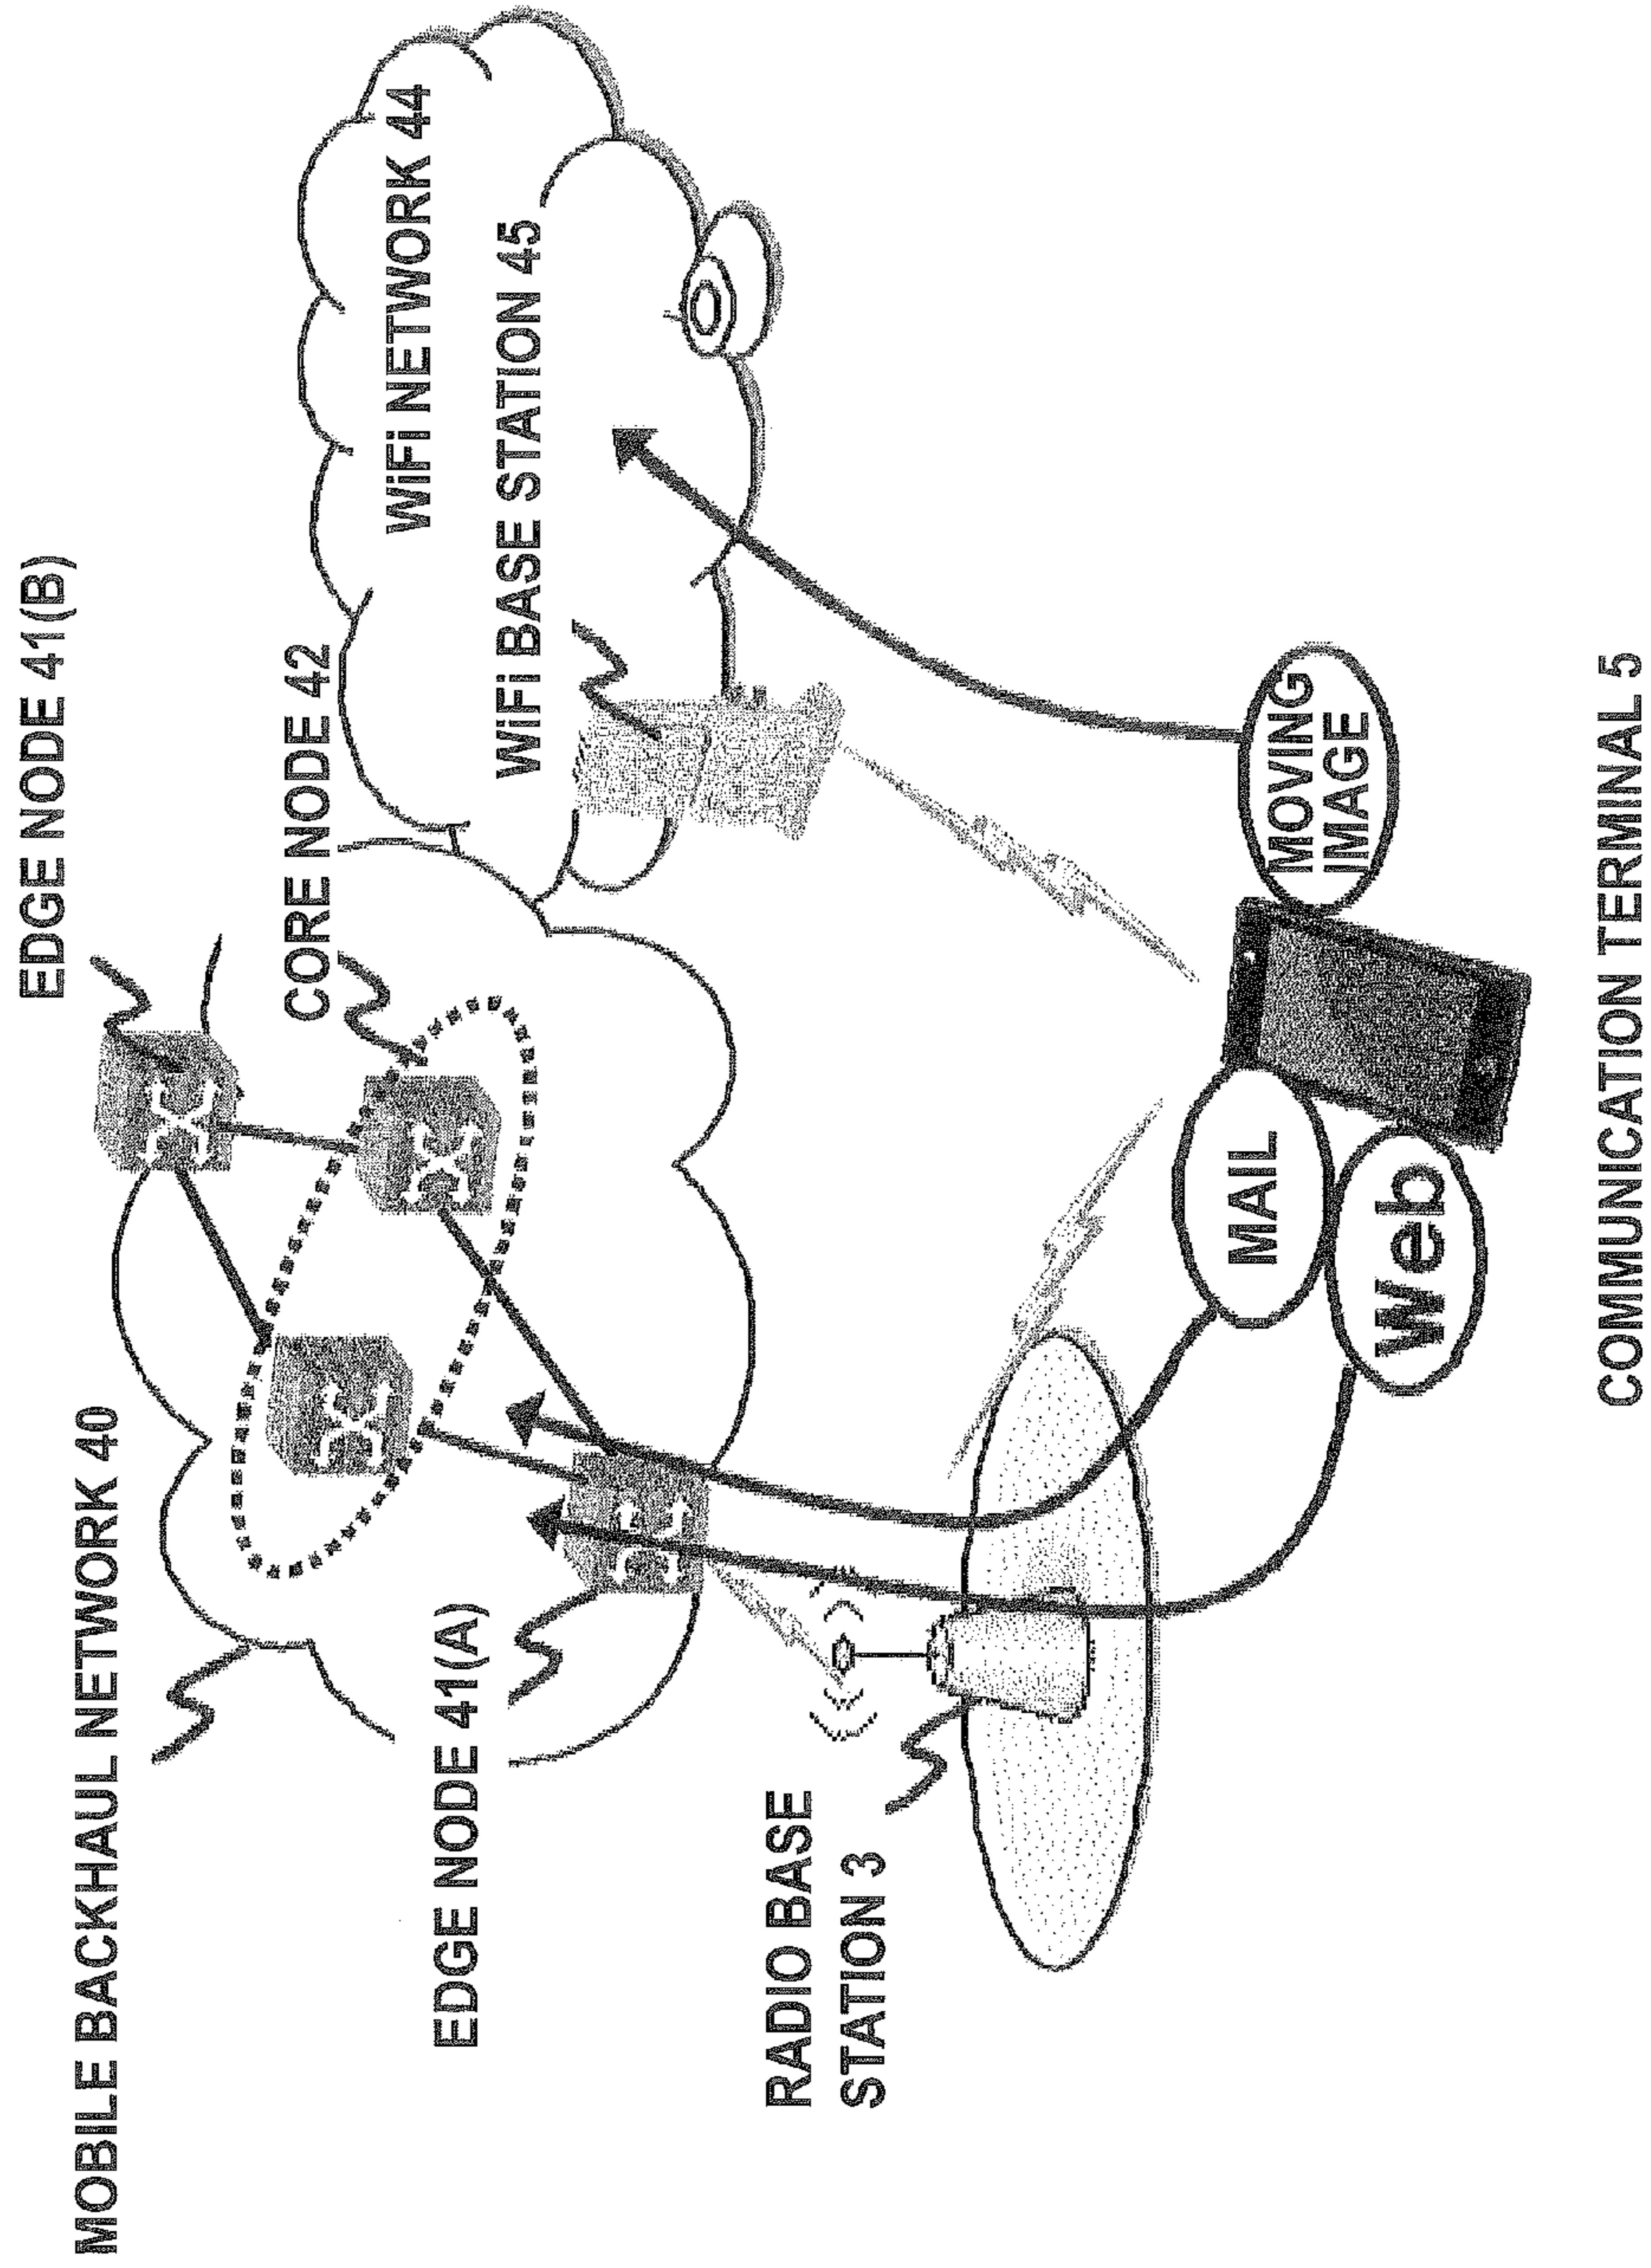 MOBILE BACKHAUL NETWORK 40
EDGE NODE 41(B)
CORE NODE 42
WiFi NETWORK 44
EDGE NODE 41(A)
WiFi BASE STATION 45
RADIO BASE
STATION 3
MAIL
Web
MOVING
IMAGE
COMMUNICATION TERMINAL 5